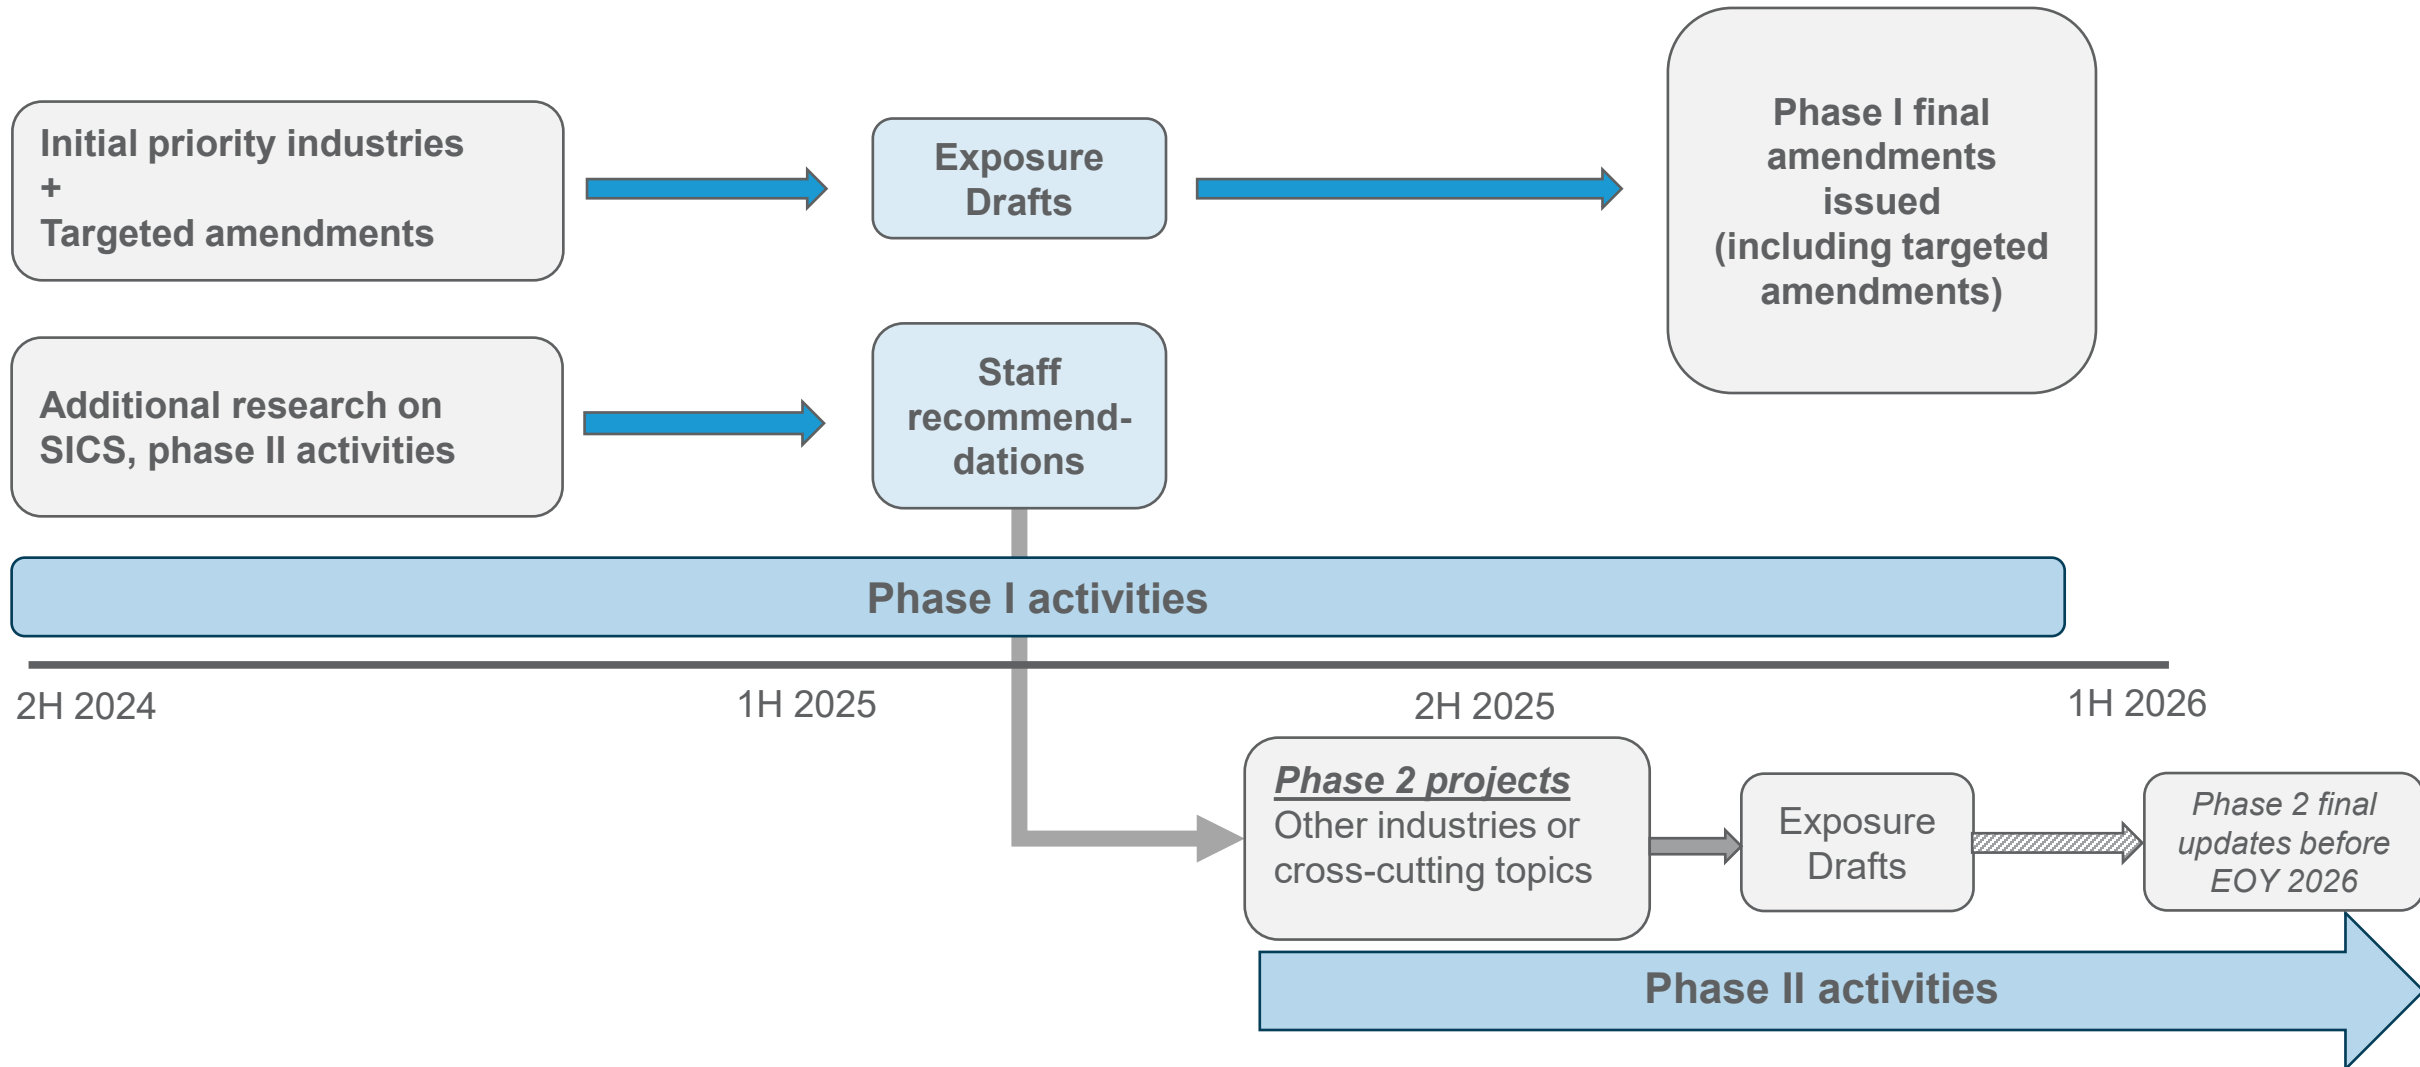 Initial priority industries
+
Targeted amendments
Exposure
Drafts
Phase I final
amendments
issued
(including targeted
amendments)
Additional research on
SICS, phase II activities
Staff
recommend-
dations
Phase I activities
2H 2024
1H 2025
2H 2025
1H 2026
Phase 2 projects
Other industries or
cross-cutting topics
Exposure
Drafts
Phase 2 final
updates before
EOY 2026
Phase II activities